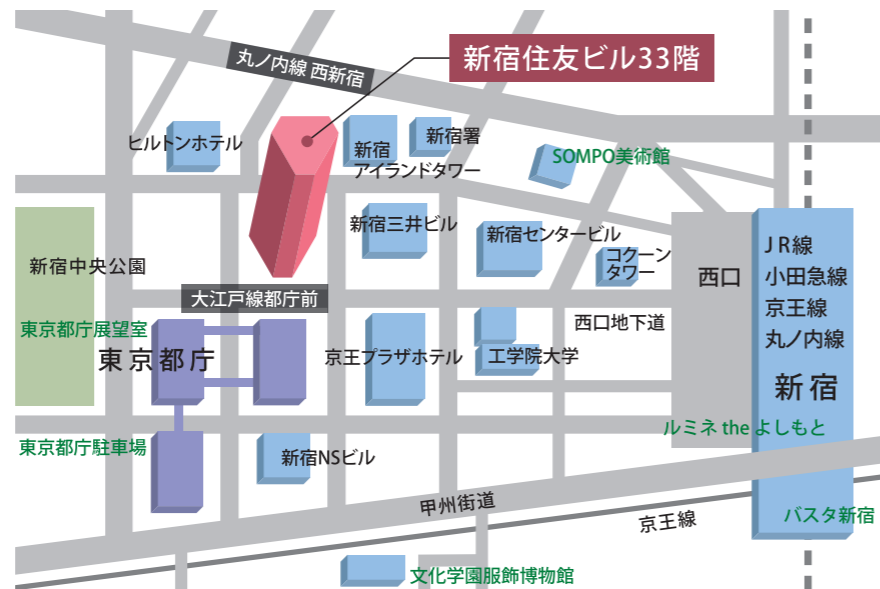 丸ノ内線 西新宿
新宿住友ビル33階
ヒルトンホテル
新宿
アイランドタワー
新宿署
SOMPO美術館
新宿三井ビル
新宿センタービル
コクーン
タワー
西口
JR線
小田急線
京王線
丸ノ内線
新宿
新宿中央公園
大江戸線都庁前
西口地下道
東京都庁展望室
東京都庁
京王プラザホテル
工学院大学
ルミネ the よしもと
東京都庁駐車場
新宿NSビル
甲州街道
京王線
バスタ新宿
文化学園服飾博物館